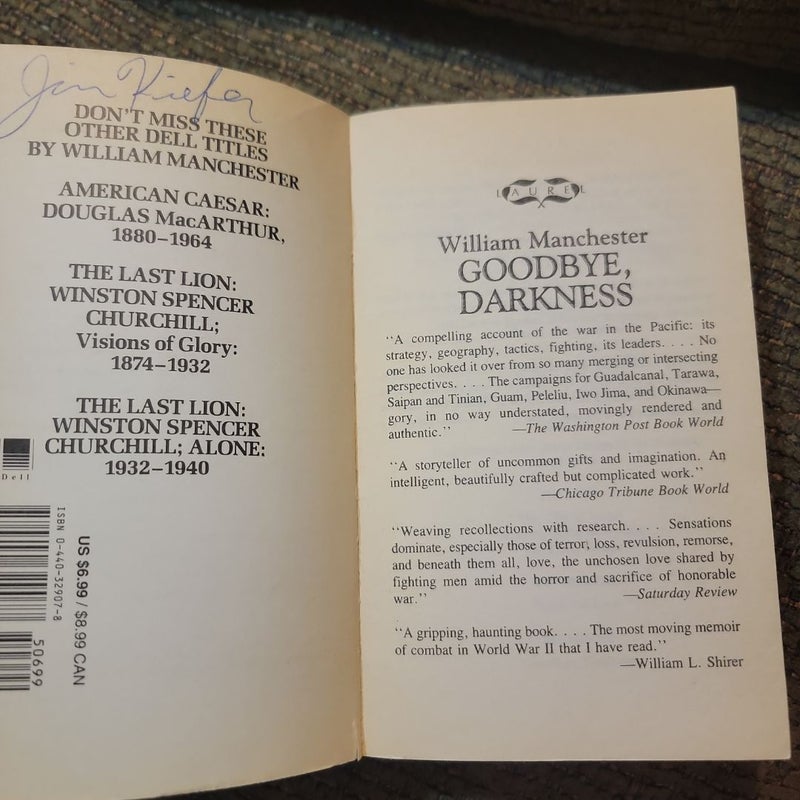 Jim Kiefer
DON'T MISS THESE
OTHER DELL TITLES
BY WILLIAM MANCHESTER
AMERICAN CAESAR:
DOUGLAS MacARTHUR,
1880–1964
THE LAST LION:
WINSTON SPENCER
CHURCHILL;
Visions of Glory:
1874–1932
THE LAST LION:
WINSTON SPENCER
CHURCHILL; ALONE:
1932–1940
Dell
ISBN 0-440-32907-8
US $6.99 / $8.99 CAN
50699
LAUREL
William Manchester
GOODBYE,
DARKNESS
"A compelling account of the war in the Pacific: its
strategy, geography, tactics, fighting, its leaders. . . . No
one has looked it over from so many merging or intersecting
perspectives. . . . The campaigns for Guadalcanal, Tarawa,
Saipan and Tinian, Guam, Peleliu, Iwo Jima, and Okinawa—
gory, in no way understated, movingly rendered and
authentic." —The Washington Post Book World
"A storyteller of uncommon gifts and imagination. An
intelligent, beautifully crafted but complicated work."
—Chicago Tribune Book World
"Weaving recollections with research. . . . Sensations
dominate, especially those of terror, loss, revulsion, remorse,
and beneath them all, love, the unchosen love shared by
fighting men amid the horror and sacrifice of honorable
war." —Saturday Review
"A gripping, haunting book. . . . The most moving memoir
of combat in World War II that I have read."
—William L. Shirer